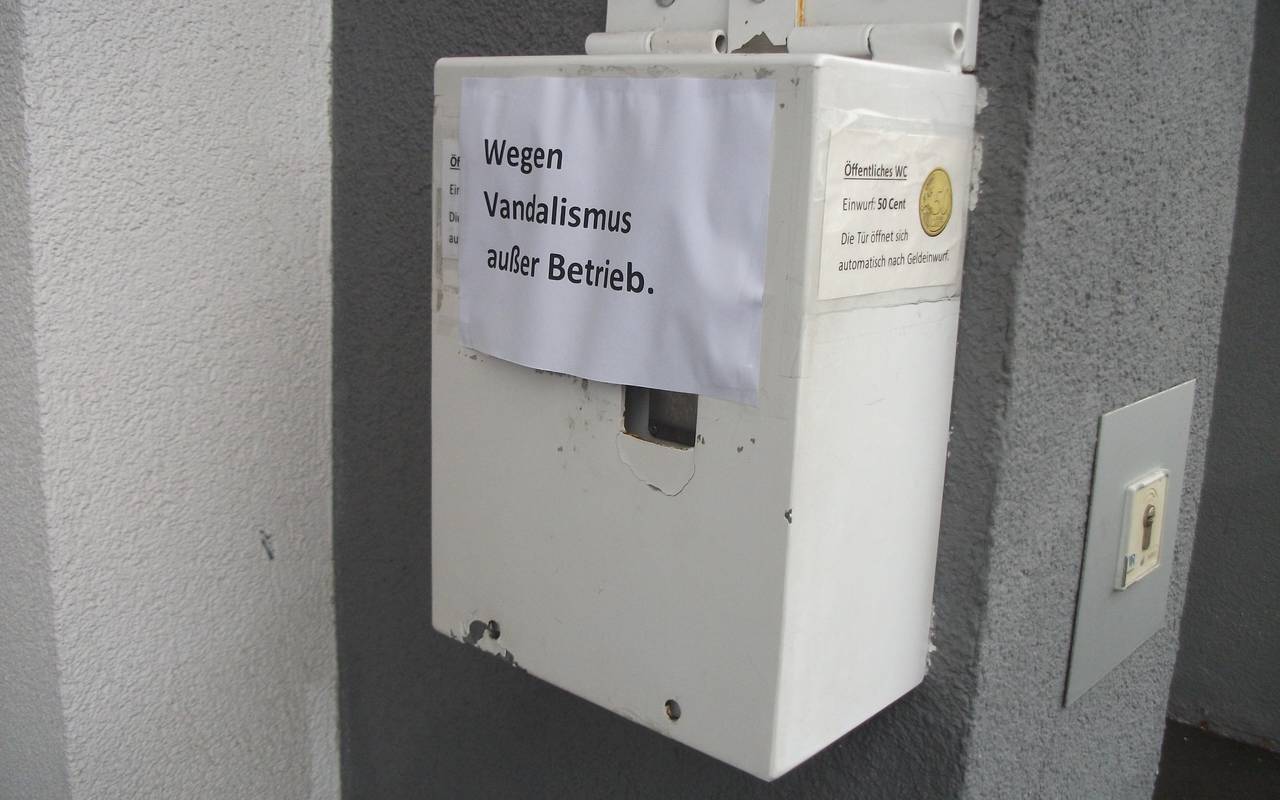 Wegen
Vandalismus
außer Betrieb.
Öffentliches WC
Einwurf: 50 Cent
Die Tür öffnet sich
automatisch nach Geldeinwurf.